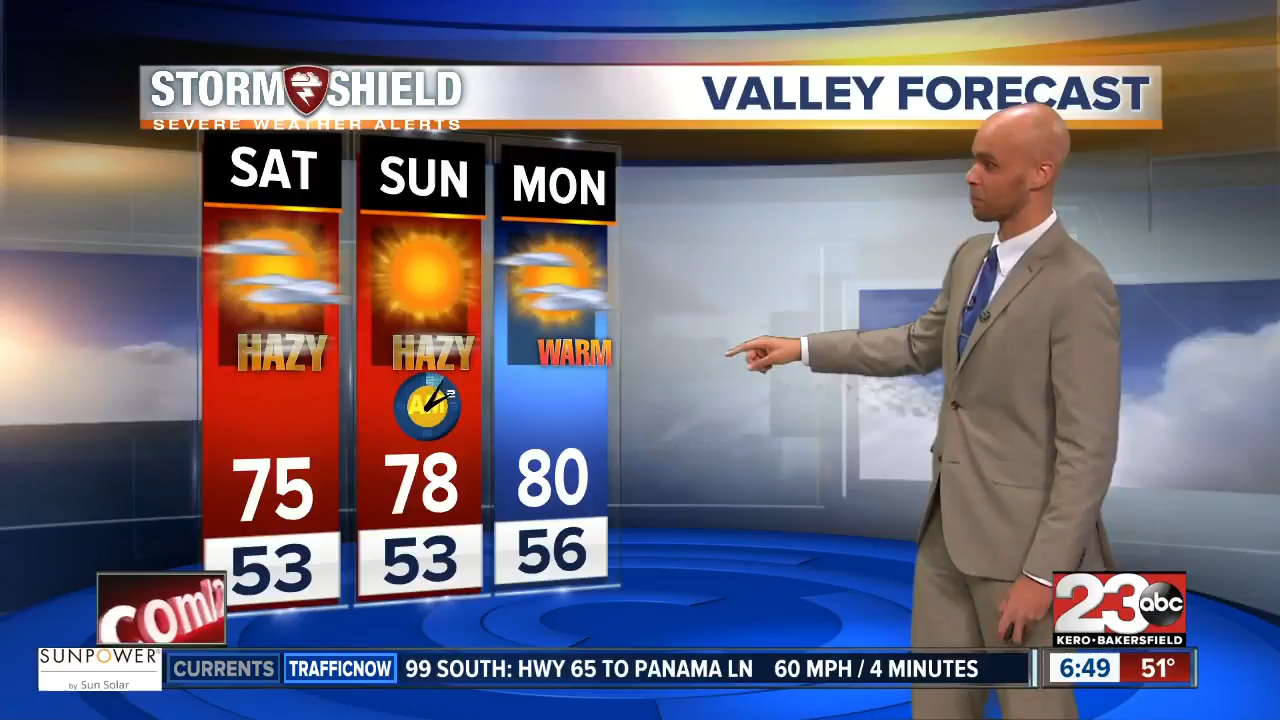 STORM SHIELD
SEVERE WEATHER ALERTS
VALLEY FORECAST
SAT
SUN
MON
HAZY
HAZY
WARM
AM
75
78
80
53
53
56
23 abc
KERO·BAKERSFIELD
SUNPOWER®
by Sun Solar
CURRENTS
TRAFFICNOW
99 SOUTH: HWY 65 TO PANAMA LN 60 MPH / 4 MINUTES
6:49
51°